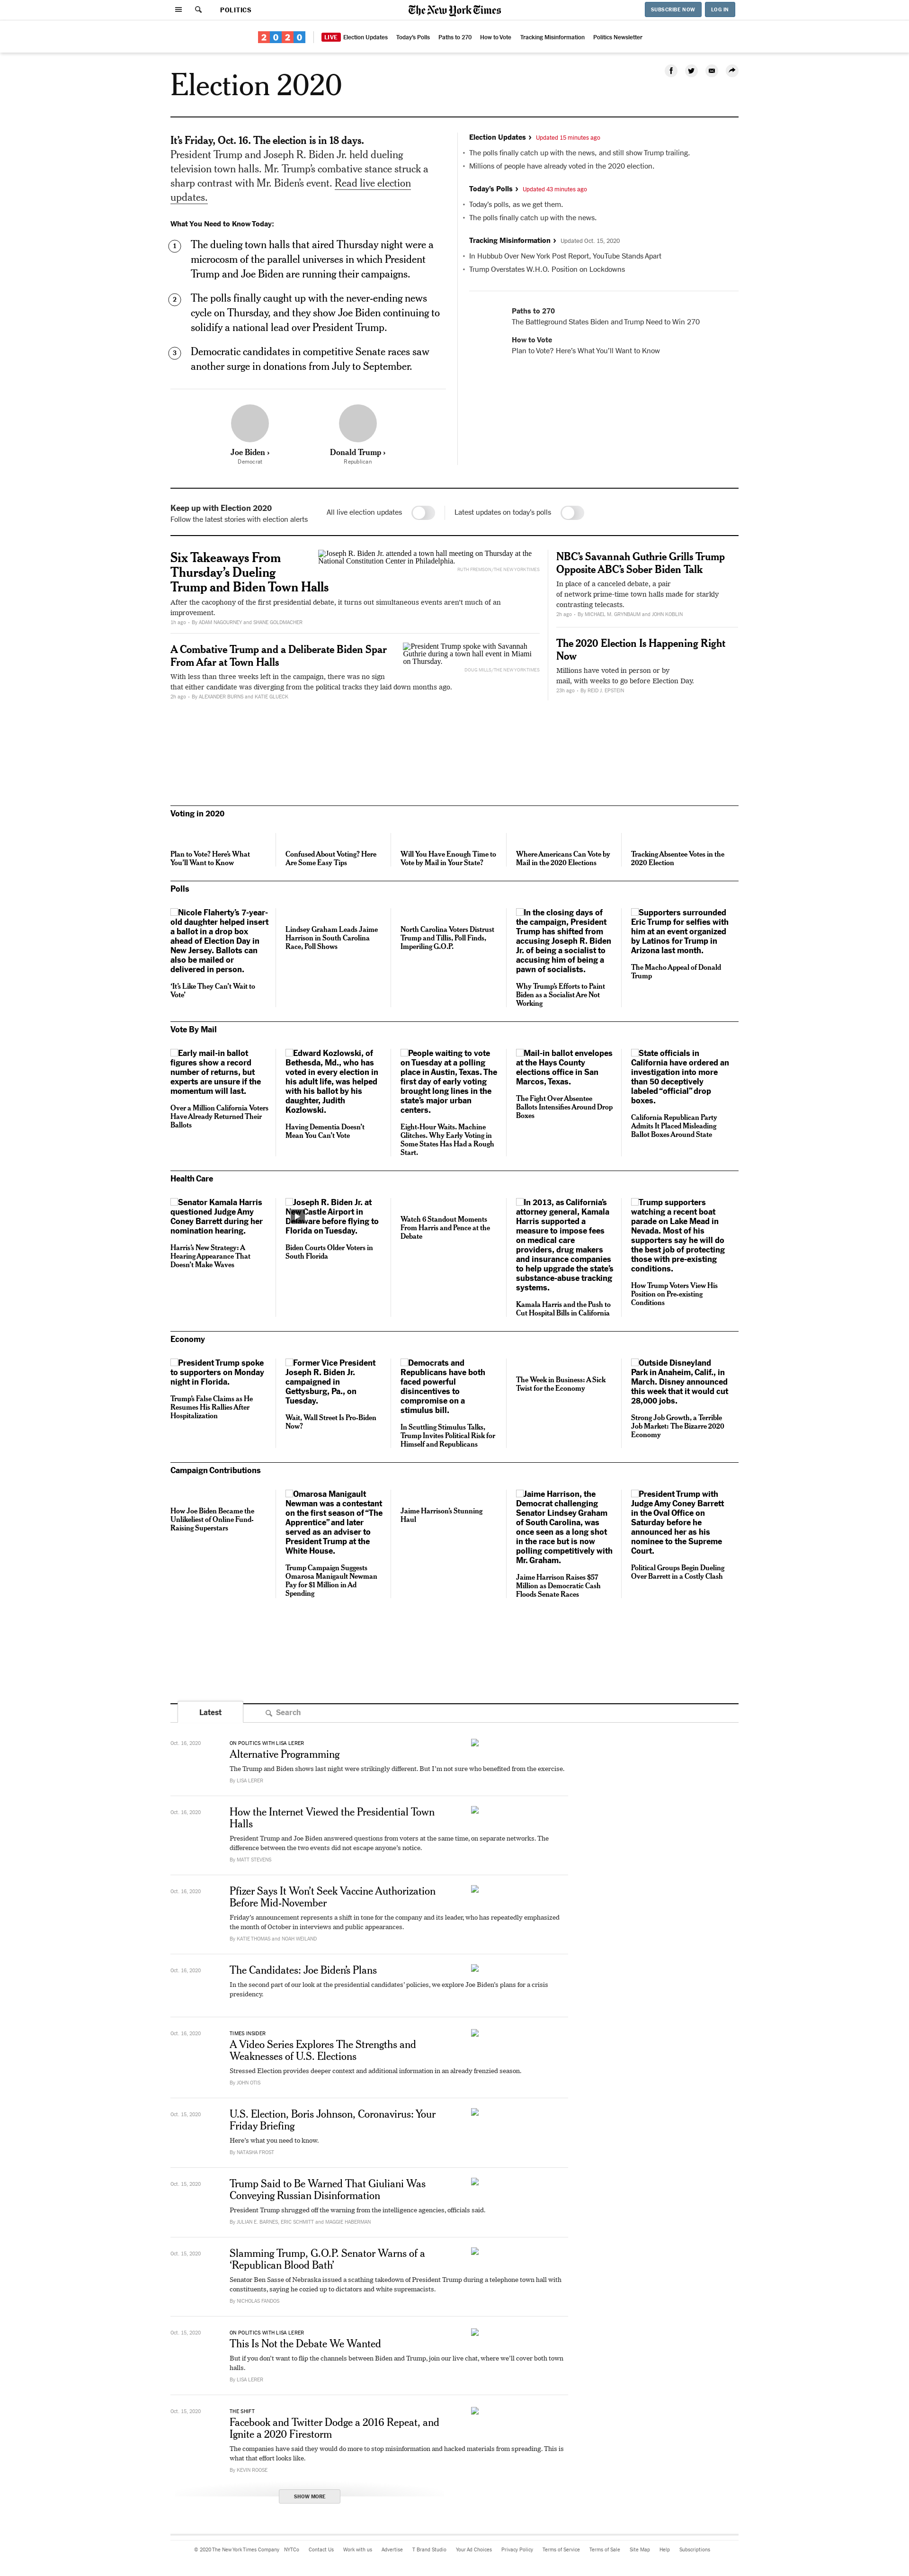 POLITICS
The New York Times
SUBSCRIBE NOW
LOG IN
2020
LIVE Election Updates
Today's Polls
Paths to 270
How to Vote
Tracking Misinformation
Politics Newsletter
Election 2020
It's Friday, Oct. 16. The election is in 18 days.
President Trump and Joseph R. Biden Jr. held dueling
television town halls. Mr. Trump's combative stance struck a
sharp contrast with Mr. Biden's event. Read live election
updates.
What You Need to Know Today:
1
The dueling town halls that aired Thursday night were a
microcosm of the parallel universes in which President
Trump and Joe Biden are running their campaigns.
2
The polls finally caught up with the never-ending news
cycle on Thursday, and they show Joe Biden continuing to
solidify a national lead over President Trump.
3
Democratic candidates in competitive Senate races saw
another surge in donations from July to September.
Joe Biden ›
Democrat
Donald Trump ›
Republican
Election Updates › Updated 15 minutes ago
• The polls finally catch up with the news, and still show Trump trailing.
• Millions of people have already voted in the 2020 election.
Today's Polls › Updated 43 minutes ago
• Today's polls, as we get them.
• The polls finally catch up with the news.
Tracking Misinformation › Updated Oct. 15, 2020
• In Hubbub Over New York Post Report, YouTube Stands Apart
• Trump Overstates W.H.O. Position on Lockdowns
Paths to 270
The Battleground States Biden and Trump Need to Win 270
How to Vote
Plan to Vote? Here's What You'll Want to Know
Keep up with Election 2020
Follow the latest stories with election alerts
All live election updates
Latest updates on today's polls
Six Takeaways From
Thursday's Dueling
Trump and Biden Town Halls
Joseph R. Biden Jr. attended a town hall meeting on Thursday at the
National Constitution Center in Philadelphia.
RUTH FREMSON/THE NEW YORK TIMES
After the cacophony of the first presidential debate, it turns out simultaneous events aren't much of an
improvement.
1h ago - By ADAM NAGOURNEY and SHANE GOLDMACHER
A Combative Trump and a Deliberate Biden Spar
From Afar at Town Halls
President Trump spoke with Savannah
Guthrie during a town hall event in Miami
on Thursday.
DOUG MILLS/THE NEW YORK TIMES
With less than three weeks left in the campaign, there was no sign
that either candidate was diverging from the political tracks they laid down months ago.
2h ago - By ALEXANDER BURNS and KATIE GLUECK
NBC's Savannah Guthrie Grills Trump
Opposite ABC's Sober Biden Talk
In place of a canceled debate, a pair
of network prime-time town halls made for starkly
contrasting telecasts.
2h ago - By MICHAEL M. GRYNBAUM and JOHN KOBLIN
The 2020 Election Is Happening Right
Now
Millions have voted in person or by
mail, with weeks to go before Election Day.
23h ago - By REID J. EPSTEIN
Voting in 2020
Plan to Vote? Here's What
You'll Want to Know
Confused About Voting? Here
Are Some Easy Tips
Will You Have Enough Time to
Vote by Mail in Your State?
Where Americans Can Vote by
Mail in the 2020 Elections
Tracking Absentee Votes in the
2020 Election
Polls
Nicole Flaherty's 7-year-
old daughter helped insert
a ballot in a drop box
ahead of Election Day in
New Jersey. Ballots can
also be mailed or
delivered in person.
'It's Like They Can't Wait to
Vote'
Lindsey Graham Leads Jaime
Harrison in South Carolina
Race, Poll Shows
North Carolina Voters Distrust
Trump and Tillis, Poll Finds,
Imperiling G.O.P.
In the closing days of
the campaign, President
Trump has shifted from
accusing Joseph R. Biden
Jr. of being a socialist to
accusing him of being a
pawn of socialists.
Why Trump's Efforts to Paint
Biden as a Socialist Are Not
Working
Supporters surrounded
Eric Trump for selfies with
him at an event organized
by Latinos for Trump in
Arizona last month.
The Macho Appeal of Donald
Trump
Vote By Mail
Early mail-in ballot
figures show a record
number of returns, but
experts are unsure if the
momentum will last.
Over a Million California Voters
Have Already Returned Their
Ballots
Edward Kozlowski, of
Bethesda, Md., who has
voted in every election in
his adult life, was helped
with his ballot by his
daughter, Judith
Kozlowski.
Having Dementia Doesn't
Mean You Can't Vote
People waiting to vote
on Tuesday at a polling
place in Austin, Texas. The
first day of early voting
brought long lines in the
state's major urban
centers.
Eight-Hour Waits. Machine
Glitches. Why Early Voting in
Some States Has Had a Rough
Start.
Mail-in ballot envelopes
at the Hays County
elections office in San
Marcos, Texas.
The Fight Over Absentee
Ballots Intensifies Around Drop
Boxes
State officials in
California have ordered an
investigation into more
than 50 deceptively
labeled "official" drop
boxes.
California Republican Party
Admits It Placed Misleading
Ballot Boxes Around State
Health Care
Senator Kamala Harris
questioned Judge Amy
Coney Barrett during her
nomination hearing.
Harris's New Strategy: A
Hearing Appearance That
Doesn't Make Waves
Joseph R. Biden Jr. at
New Castle Airport in
ware before flying to
Florida on Tuesday.
Biden Courts Older Voters in
South Florida
Watch 6 Standout Moments
From Harris and Pence at the
Debate
In 2013, as California's
attorney general, Kamala
Harris supported a
measure to impose fees
on medical care
providers, drug makers
and insurance companies
to help upgrade the state's
substance-abuse tracking
systems.
Kamala Harris and the Push to
Cut Hospital Bills in California
Trump supporters
watching a recent boat
parade on Lake Mead in
Nevada. Most of his
supporters say he will do
the best job of protecting
those with pre-existing
conditions.
How Trump Voters View His
Position on Pre-existing
Conditions
Economy
President Trump spoke
to supporters on Monday
night in Florida.
Trump's False Claims as He
Resumes His Rallies After
Hospitalization
Former Vice President
Joseph R. Biden Jr.
campaigned in
Gettysburg, Pa., on
Tuesday.
Wait, Wall Street Is Pro-Biden
Now?
Democrats and
Republicans have both
faced powerful
disincentives to
compromise on a
stimulus bill.
In Scuttling Stimulus Talks,
Trump Invites Political Risk for
Himself and Republicans
The Week in Business: A Sick
Twist for the Economy
Outside Disneyland
Park in Anaheim, Calif., in
March. Disney announced
this week that it would cut
28,000 jobs.
Strong Job Growth, a Terrible
Job Market: The Bizarre 2020
Economy
Campaign Contributions
How Joe Biden Became the
Unlikeliest of Online Fund-
Raising Superstars
Omarosa Manigault
Newman was a contestant
on the first season of "The
Apprentice" and later
served as an adviser to
President Trump at the
White House.
Trump Campaign Suggests
Omarosa Manigault Newman
Pay for $1 Million in Ad
Spending
Jaime Harrison's Stunning
Haul
Jaime Harrison, the
Democrat challenging
Senator Lindsey Graham
of South Carolina, was
once seen as a long shot
in the race but is now
polling competitively with
Mr. Graham.
Jaime Harrison Raises $57
Million as Democratic Cash
Floods Senate Races
President Trump with
Judge Amy Coney Barrett
in the Oval Office on
Saturday before he
announced her as his
nominee to the Supreme
Court.
Political Groups Begin Dueling
Over Barrett in a Costly Clash
Latest
Search
Oct. 16, 2020
ON POLITICS WITH LISA LERER
Alternative Programming
The Trump and Biden shows last night were strikingly different. But I'm not sure who benefited from the exercise.
By LISA LERER
Oct. 16, 2020
How the Internet Viewed the Presidential Town
Halls
President Trump and Joe Biden answered questions from voters at the same time, on separate networks. The
difference between the two events did not escape anyone's notice.
By MATT STEVENS
Oct. 16, 2020
Pfizer Says It Won't Seek Vaccine Authorization
Before Mid-November
Friday's announcement represents a shift in tone for the company and its leader, who has repeatedly emphasized
the month of October in interviews and public appearances.
By KATIE THOMAS and NOAH WEILAND
Oct. 16, 2020
The Candidates: Joe Biden's Plans
In the second part of our look at the presidential candidates' policies, we explore Joe Biden's plans for a crisis
presidency.
Oct. 16, 2020
TIMES INSIDER
A Video Series Explores The Strengths and
Weaknesses of U.S. Elections
Stressed Election provides deeper context and additional information in an already frenzied season.
By JOHN OTIS
Oct. 15, 2020
U.S. Election, Boris Johnson, Coronavirus: Your
Friday Briefing
Here's what you need to know.
By NATASHA FROST
Oct. 15, 2020
Trump Said to Be Warned That Giuliani Was
Conveying Russian Disinformation
President Trump shrugged off the warning from the intelligence agencies, officials said.
By JULIAN E. BARNES, ERIC SCHMITT and MAGGIE HABERMAN
Oct. 15, 2020
Slamming Trump, G.O.P. Senator Warns of a
'Republican Blood Bath'
Senator Ben Sasse of Nebraska issued a scathing takedown of President Trump during a telephone town hall with
constituents, saying he cozied up to dictators and white supremacists.
By NICHOLAS FANDOS
Oct. 15, 2020
ON POLITICS WITH LISA LERER
This Is Not the Debate We Wanted
But if you don't want to flip the channels between Biden and Trump, join our live chat, where we'll cover both town
halls.
By LISA LERER
Oct. 15, 2020
THE SHIFT
Facebook and Twitter Dodge a 2016 Repeat, and
Ignite a 2020 Firestorm
The companies have said they would do more to stop misinformation and hacked materials from spreading. This is
what that effort looks like.
By KEVIN ROOSE
SHOW MORE
© 2020 The New York Times Company
NYTCo
Contact Us
Work with us
Advertise
T Brand Studio
Your Ad Choices
Privacy Policy
Terms of Service
Terms of Sale
Site Map
Help
Subscriptions